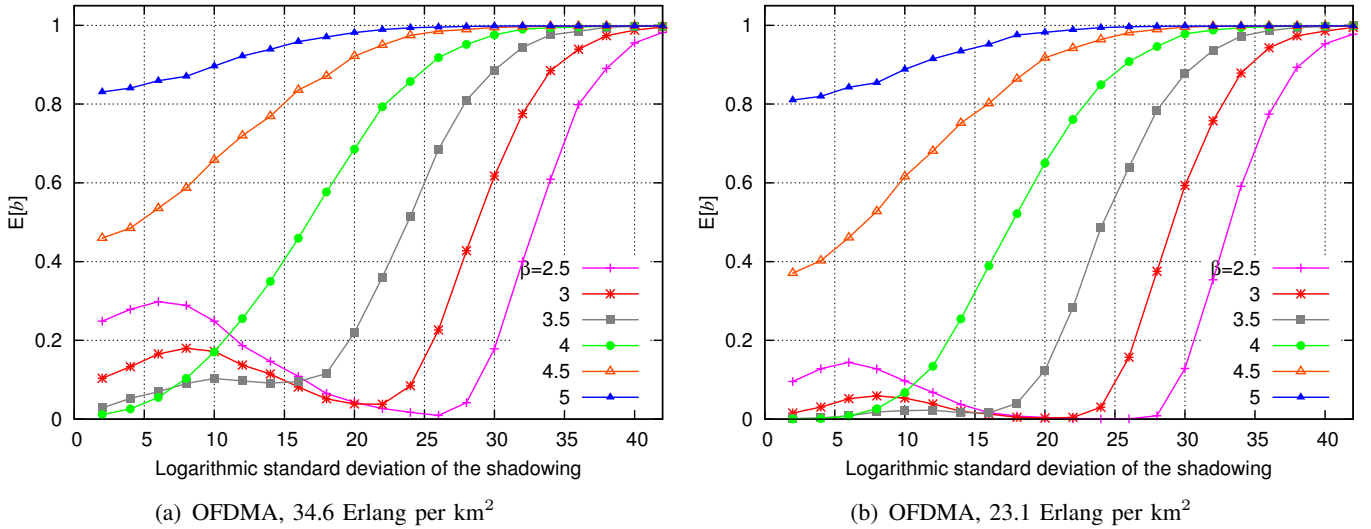 1
0.8
0.6
0.4
0.2
0
E[b]
β=2.5
3
3.5
4
4.5
5
0 5 10 15 20 25 30 35 40
Logarithmic standard deviation of the shadowing
(a) OFDMA, 34.6 Erlang per km²
1
0.8
0.6
0.4
0.2
0
E[b]
β=2.5
3
3.5
4
4.5
5
0 5 10 15 20 25 30 35 40
Logarithmic standard deviation of the shadowing
(b) OFDMA, 23.1 Erlang per km²